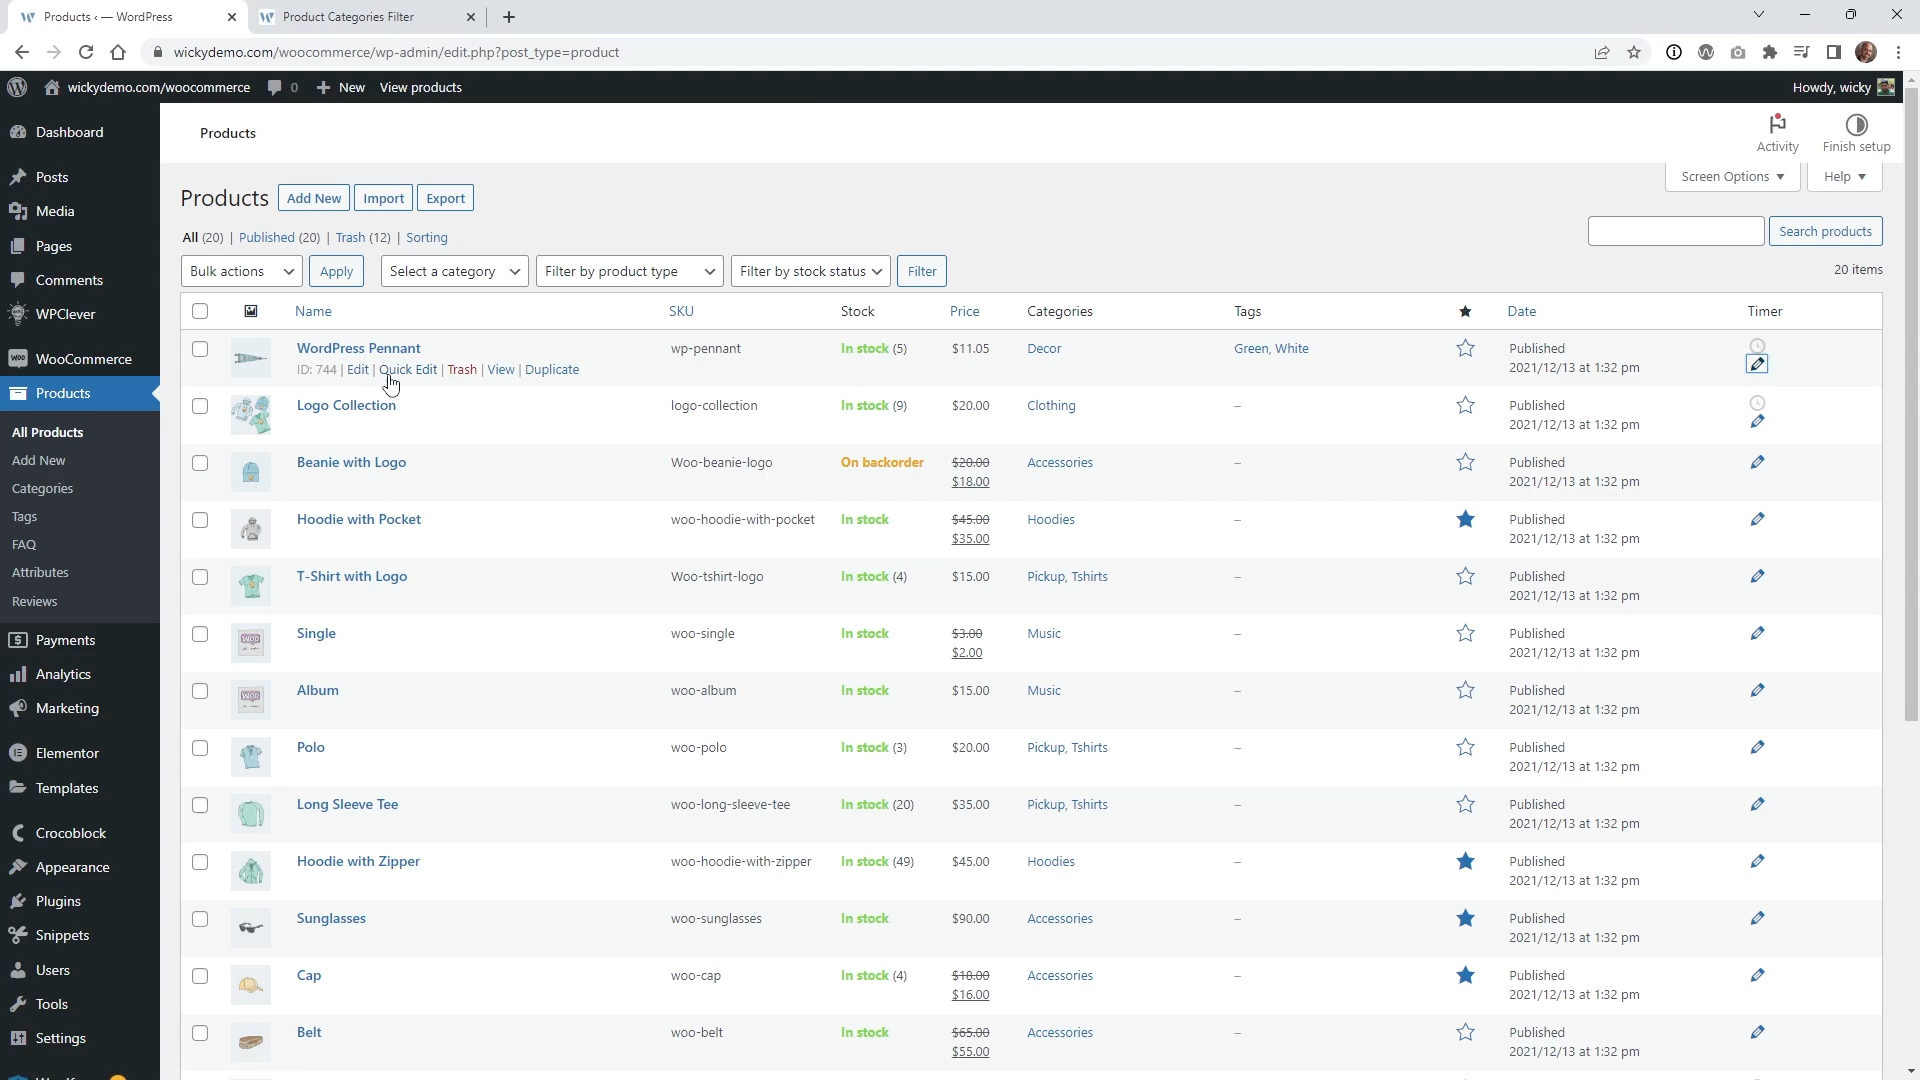 Products ‹ — WordPress
Product Categories Filter
wickydemo.com/woocommerce/wp-admin/edit.php?post_type=product
wickydemo.com/woocommerce 0 New View products Howdy, wicky
Dashboard
Posts
Media
Pages
Comments
WPClever
WooCommerce
Products
All Products
Add New
Categories
Tags
FAQ
Attributes
Reviews
Payments
Analytics
Marketing
Elementor
Templates
Crocoblock
Appearance
Plugins
Snippets
Users
Tools
Settings
Products
Activity
Finish setup
Screen Options
Help
Products Add New Import Export
All (20) | Published (20) | Trash (12) | Sorting
Search products
Bulk actions Apply Select a category Filter by product type Filter by stock status Filter
20 items
Name SKU Stock Price Categories Tags Date Timer
WordPress Pennant wp-pennant In stock (5) $11.05 Decor Green, White Published
ID: 744 | Edit | Quick Edit | Trash | View | Duplicate 2021/12/13 at 1:32 pm
Logo Collection logo-collection In stock (9) $20.00 Clothing – Published
2021/12/13 at 1:32 pm
Beanie with Logo Woo-beanie-logo On backorder $20.00 Accessories – Published
$18.00 2021/12/13 at 1:32 pm
Hoodie with Pocket woo-hoodie-with-pocket In stock $45.00 Hoodies – Published
$35.00 2021/12/13 at 1:32 pm
T-Shirt with Logo Woo-tshirt-logo In stock (4) $15.00 Pickup, Tshirts – Published
2021/12/13 at 1:32 pm
Single woo-single In stock $3.00 Music – Published
$2.00 2021/12/13 at 1:32 pm
Album woo-album In stock $15.00 Music – Published
2021/12/13 at 1:32 pm
Polo woo-polo In stock (3) $20.00 Pickup, Tshirts – Published
2021/12/13 at 1:32 pm
Long Sleeve Tee woo-long-sleeve-tee In stock (20) $35.00 Pickup, Tshirts – Published
2021/12/13 at 1:32 pm
Hoodie with Zipper woo-hoodie-with-zipper In stock (49) $45.00 Hoodies – Published
2021/12/13 at 1:32 pm
Sunglasses woo-sunglasses In stock $90.00 Accessories – Published
2021/12/13 at 1:32 pm
Cap woo-cap In stock (4) $18.00 Accessories – Published
$16.00 2021/12/13 at 1:32 pm
Belt woo-belt In stock $65.00 Accessories – Published
$55.00 2021/12/13 at 1:32 pm